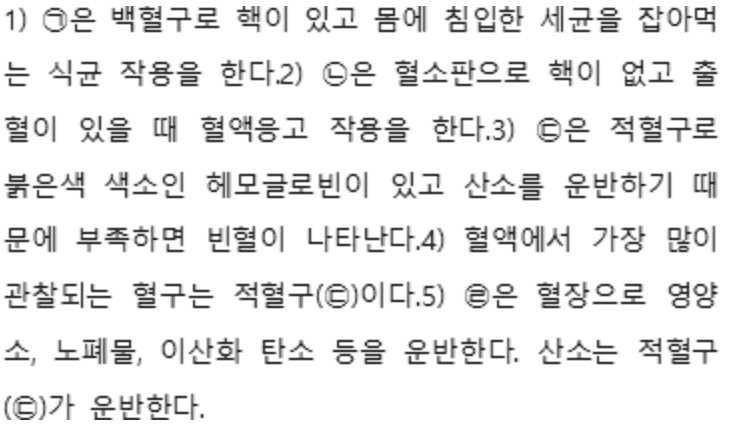 1) ㉠은 백혈구로 핵이 있고 몸에 침입한 세균을 잡아먹
는 식균 작용을 한다.2) ㉡은 혈소판으로 핵이 없고 출
혈이 있을 때 혈액응고 작용을 한다.3) ㉢은 적혈구로
붉은색 색소인 헤모글로빈이 있고 산소를 운반하기 때
문에 부족하면 빈혈이 나타난다.4) 혈액에서 가장 많이
관찰되는 혈구는 적혈구(㉢)이다.5) ㉣은 혈장으로 영양
소, 노폐물, 이산화 탄소 등을 운반한다. 산소는 적혈구
(㉢)가 운반한다.